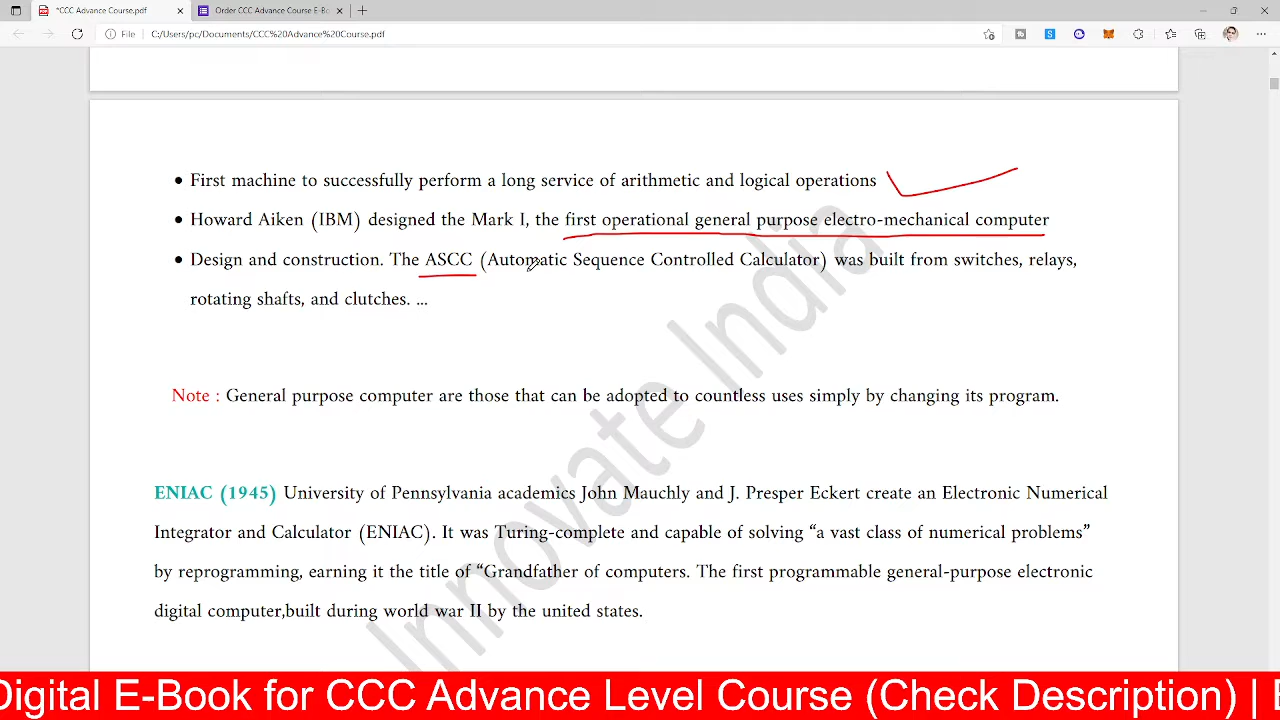 *CCC Advance Course.pdf
Order CCC Advance Course E-Bo
File
C:/Users/pc/Documents/CCC%20Advance%20Course.pdf
• First machine to successfully perform a long service of arithmetic and logical operations
• Howard Aiken (IBM) designed the Mark I, the first operational general purpose electro-mechanical computer
• Design and construction. The ASCC (Automatic Sequence Controlled Calculator) was built from switches, relays,
rotating shafts, and clutches. ...
Note : General purpose computer are those that can be adopted to countless uses simply by changing its program.
ENIAC (1945) University of Pennsylvania academics John Mauchly and J. Presper Eckert create an Electronic Numerical
Integrator and Calculator (ENIAC). It was Turing-complete and capable of solving “a vast class of numerical problems”
by reprogramming, earning it the title of “Grandfather of computers. The first programmable general-purpose electronic
digital computer,built during world war II by the united states.
Innovate India
Digital E-Book for CCC Advance Level Course (Check Description) | E